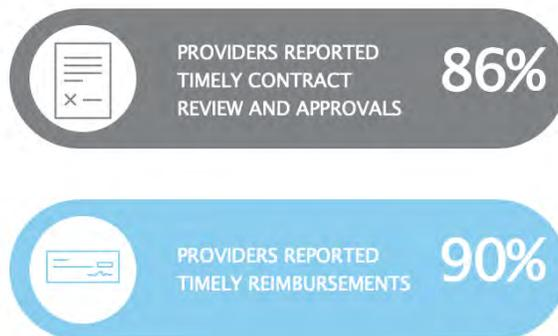 PROVIDERS REPORTED
TIMELY CONTRACT
REVIEW AND APPROVALS
86%
PROVIDERS REPORTED
TIMELY REIMBURSEMENTS
90%